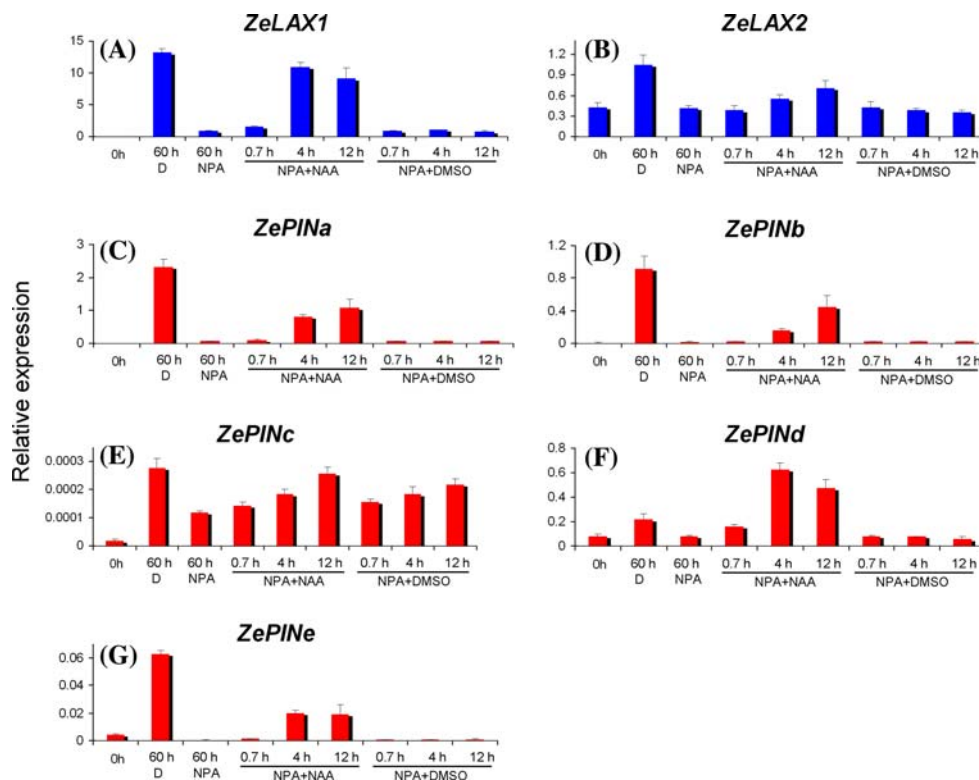 ZeLAX1
(A)
15
10
5
0
0h
60 h D
60 h NPA
0.7 h 4 h 12 h
NPA+NAA
0.7 h 4 h 12 h
NPA+DMSO
ZeLAX2
(B)
1.2
0.9
0.6
0.3
0
0h
60 h D
60 h NPA
0.7 h 4 h 12 h
NPA+NAA
0.7 h 4 h 12 h
NPA+DMSO
Relative expression
ZePINa
(C)
3
2
1
0
0h
60 h D
60 h NPA
0.7 h 4 h 12 h
NPA+NAA
0.7 h 4 h 12 h
NPA+DMSO
ZePINb
(D)
1.2
0.8
0.4
0
0h
60 h D
60 h NPA
0.7 h 4 h 12 h
NPA+NAA
0.7 h 4 h 12 h
NPA+DMSO
ZePINc
(E)
0.0003
0.0002
0.0001
0
0h
60 h D
60 h NPA
0.7 h 4 h 12 h
NPA+NAA
0.7 h 4 h 12 h
NPA+DMSO
ZePINd
(F)
0.8
0.6
0.4
0.2
0
0h
60 h D
60 h NPA
0.7 h 4 h 12 h
NPA+NAA
0.7 h 4 h 12 h
NPA+DMSO
ZePINe
(G)
0.06
0.04
0.02
0
0h
60 h D
60 h NPA
0.7 h 4 h 12 h
NPA+NAA
0.7 h 4 h 12 h
NPA+DMSO